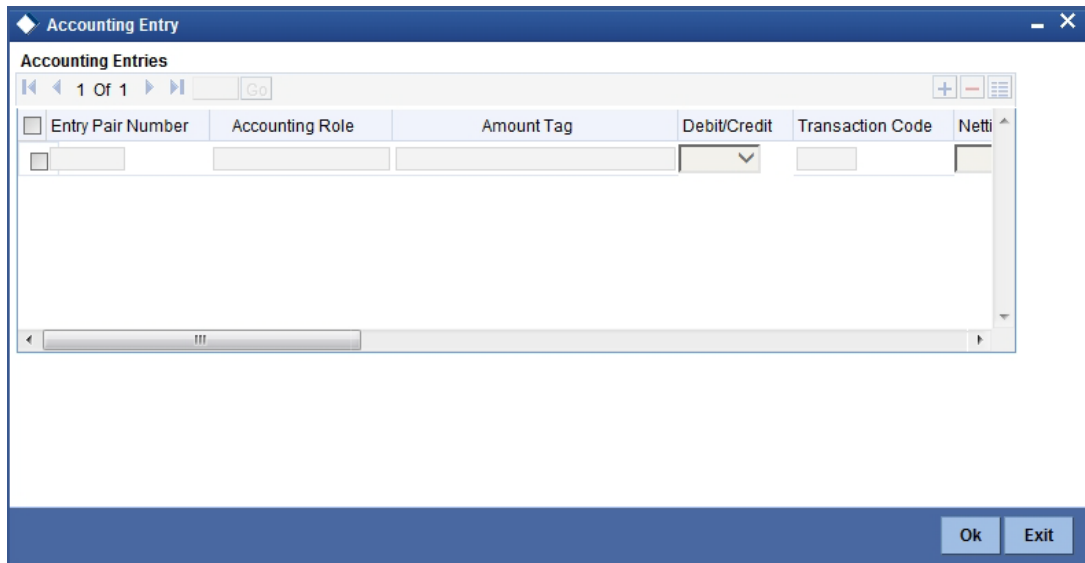 Accounting Entry
Accounting Entries
1 Of 1 Go
Entry Pair Number Accounting Role Amount Tag Debit/Credit Transaction Code Netti
Ok Exit